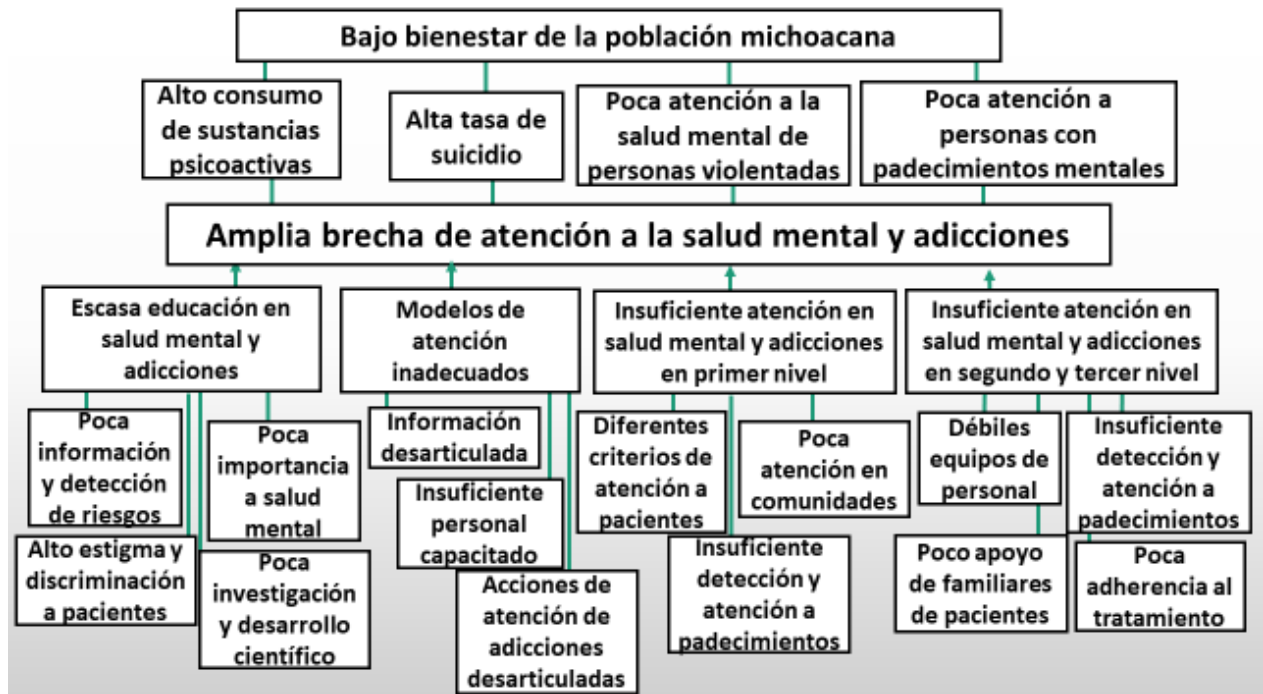 Bajo bienestar de la población michoacana
Alto consumo
de sustancias
psicoactivas
Alta tasa de
suicidio
Poca atención a la
salud mental de
personas violentadas
Poca atención a
personas con
padecimientos mentales
Amplia brecha de atención a la salud mental y adicciones
Escasa educación en
salud mental y
adicciones
Modelos de
atención
inadecuados
Insuficiente atención en
salud mental y adicciones
en primer nivel
Insuficiente atención en
salud mental y adicciones
en segundo y tercer nivel
Poca
información
y detección
de riesgos
Poca
importancia
a salud
mental
Alto estigma y
discriminación
a pacientes
Poca
investigación
y desarrollo
científico
Información
desarticulada
Insuficiente
personal
capacitado
Acciones de
atención de
adicciones
desarticuladas
Diferentes
criterios de
atención a
pacientes
Poca
atención en
comunidades
Insuficiente
detección y
atención a
padecimientos
Débiles
equipos de
personal
Insuficiente
detección y
atención a
padecimientos
Poco apoyo
de familiares
de pacientes
Poca
adherencia al
tratamiento